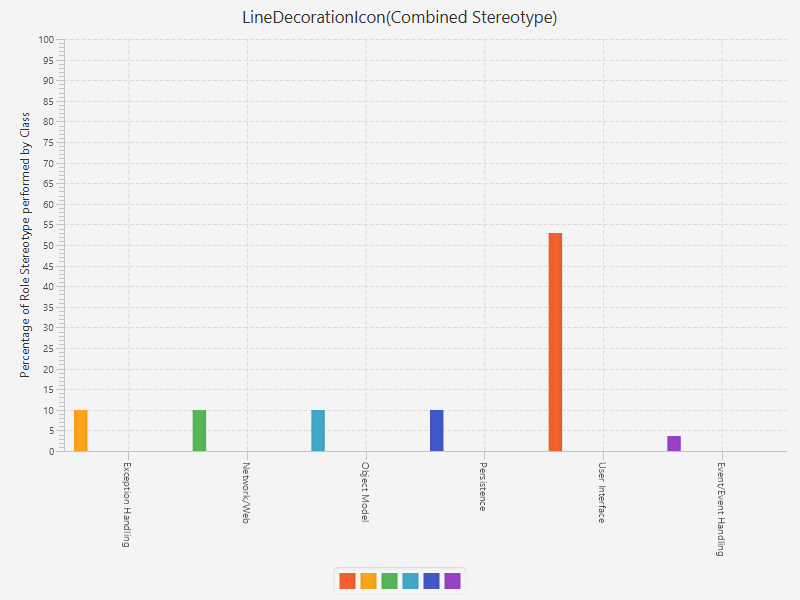 LineDecorationIcon(Combined Stereotype)
Percentage of Role Stereotype performed by Class
100
95
90
85
80
75
70
65
60
55
50
45
40
35
30
25
20
15
10
5
0
Exception Handling
Network/Web
Object Model
Persistence
User Interface
Event/Event Handling